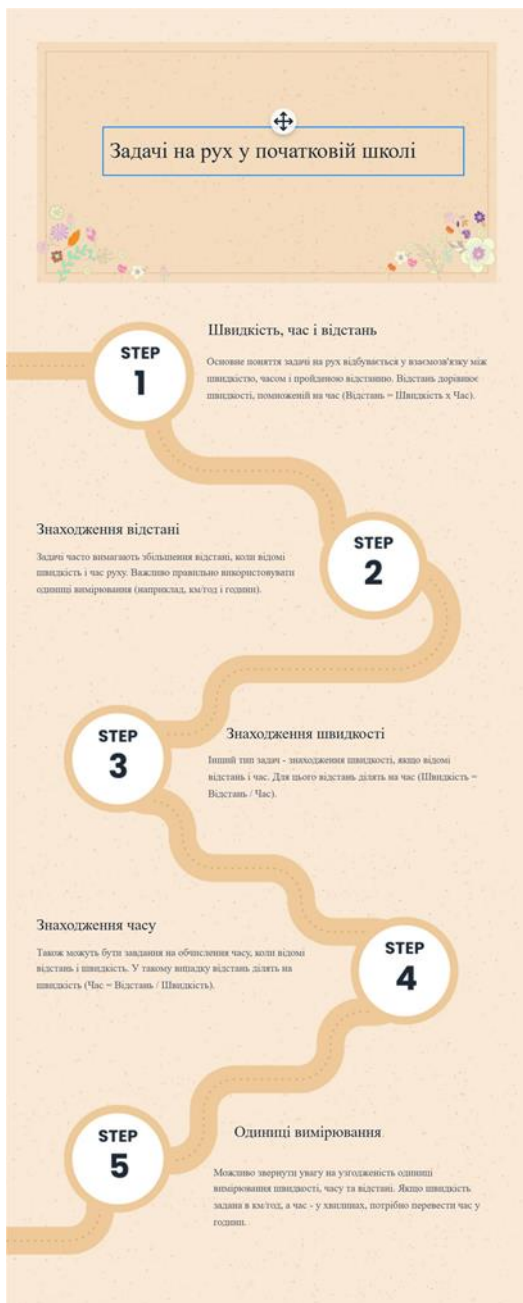 Задачі на рух у початковій школі
STEP
1
Швидкість, час і відстань
Основне поняття задачі на рух відбувається у взаємозв'язку між
швидкістю, часом і пройденою відстанню. Відстань дорівнює
швидкості, помноженій на час (Відстань = Швидкість x Час).
STEP
2
Знаходження відстані
Задачі часто вимагають збільшення відстані, коли відомі
швидкість і час руху. Важливо правильно використовувати
одиниці вимірювання (наприклад, км/год і години).
STEP
3
Знаходження швидкості
Інший тип задач - знаходження швидкості, якщо відомі
відстань і час. Для цього відстань ділять на час (Швидкість =
Відстань / Час).
STEP
4
Знаходження часу
Також можуть бути завдання на обчислення часу, коли відомі
відстань і швидкість. У такому випадку відстань ділять на
швидкість (Час = Відстань / Швидкість).
STEP
5
Одиниці вимірювання
Можливо звернути увагу на узгодженість одиниці
вимірювання швидкості, часу та відстані. Якщо швидкість
задана в км/год, а час - у хвилинах, потрібно перевести час у
години.